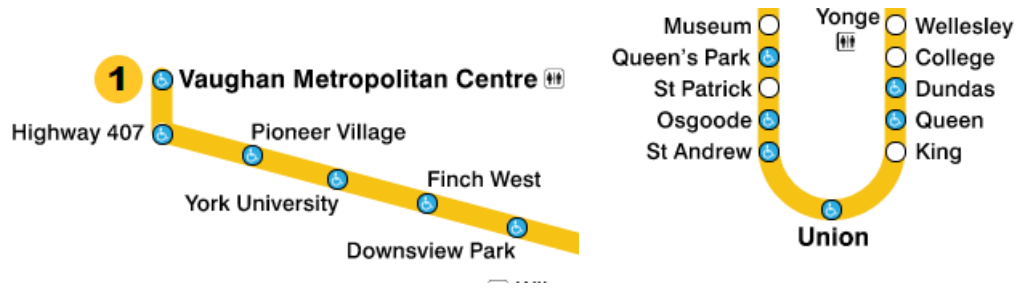 1
Vaughan Metropolitan Centre
Highway 407
Pioneer Village
York University
Finch West
Downsview Park
Museum
Queen's Park
St Patrick
Osgoode
St Andrew
Union
Yonge
Wellesley
College
Dundas
Queen
King